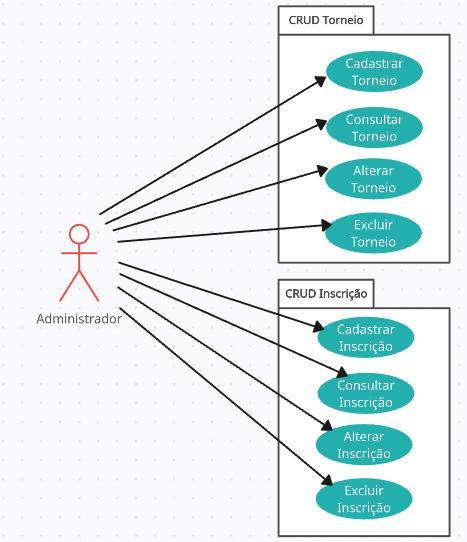 CRUD Torneio
Cadastrar
Torneio
Consultar
Torneio
Alterar
Torneio
Excluir
Torneio
Administrador
CRUD Inscrição
Cadastrar
Inscrição
Consultar
Inscrição
Alterar
Inscrição
Excluir
Inscrição